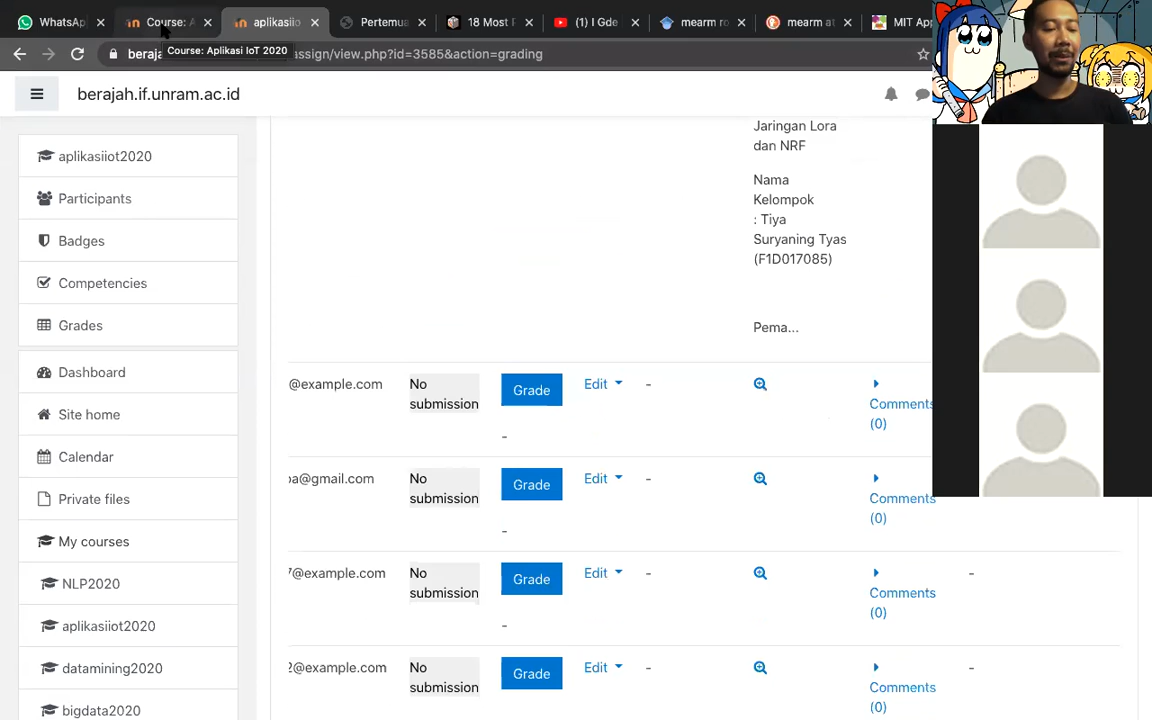 WhatsA
Course: A
aplikasiio
Pertemua
18 Most F
(1) I Gde
mearm ro
mearm at
MIT App
Course: Aplikasi IoT 2020
beraja
assign/view.php?id=3585&action=grading
berajah.if.unram.ac.id
aplikasiiot2020
Participants
Badges
Competencies
Grades
Dashboard
Site home
Calendar
Private files
My courses
NLP2020
aplikasiiot2020
datamining2020
bigdata2020
Jaringan Lora
dan NRF
Nama
Kelompok
: Tiya
Suryaning Tyas
(F1D017085)
Pema...
@example.com
No
submission
Grade
Edit
-
Comments
(0)
-
pa@gmail.com
No
submission
Grade
Edit
-
Comments
(0)
-
7@example.com
No
submission
Grade
Edit
-
Comments
(0)
-
-
2@example.com
No
submission
Grade
Edit
-
Comments
(0)
-